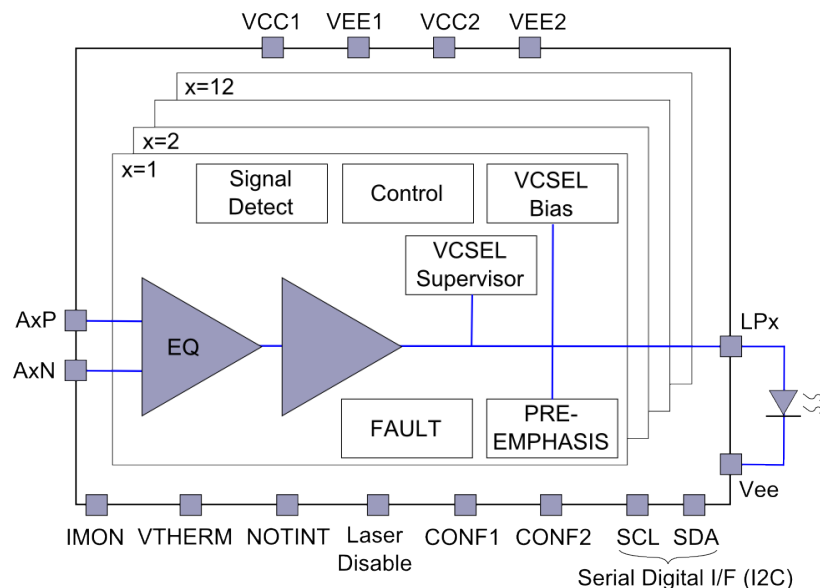 VCC1 VEE1 VCC2 VEE2
x=12
x=2
x=1
Signal
Detect
Control
VCSEL
Bias
VCSEL
Supervisor
AxP
LPx
EQ
AxN
FAULT
PRE-
EMPHASIS
Vee
IMON VTHERM NOTINT Laser
Disable CONF1 CONF2 SCL SDA
Serial Digital I/F (I2C)